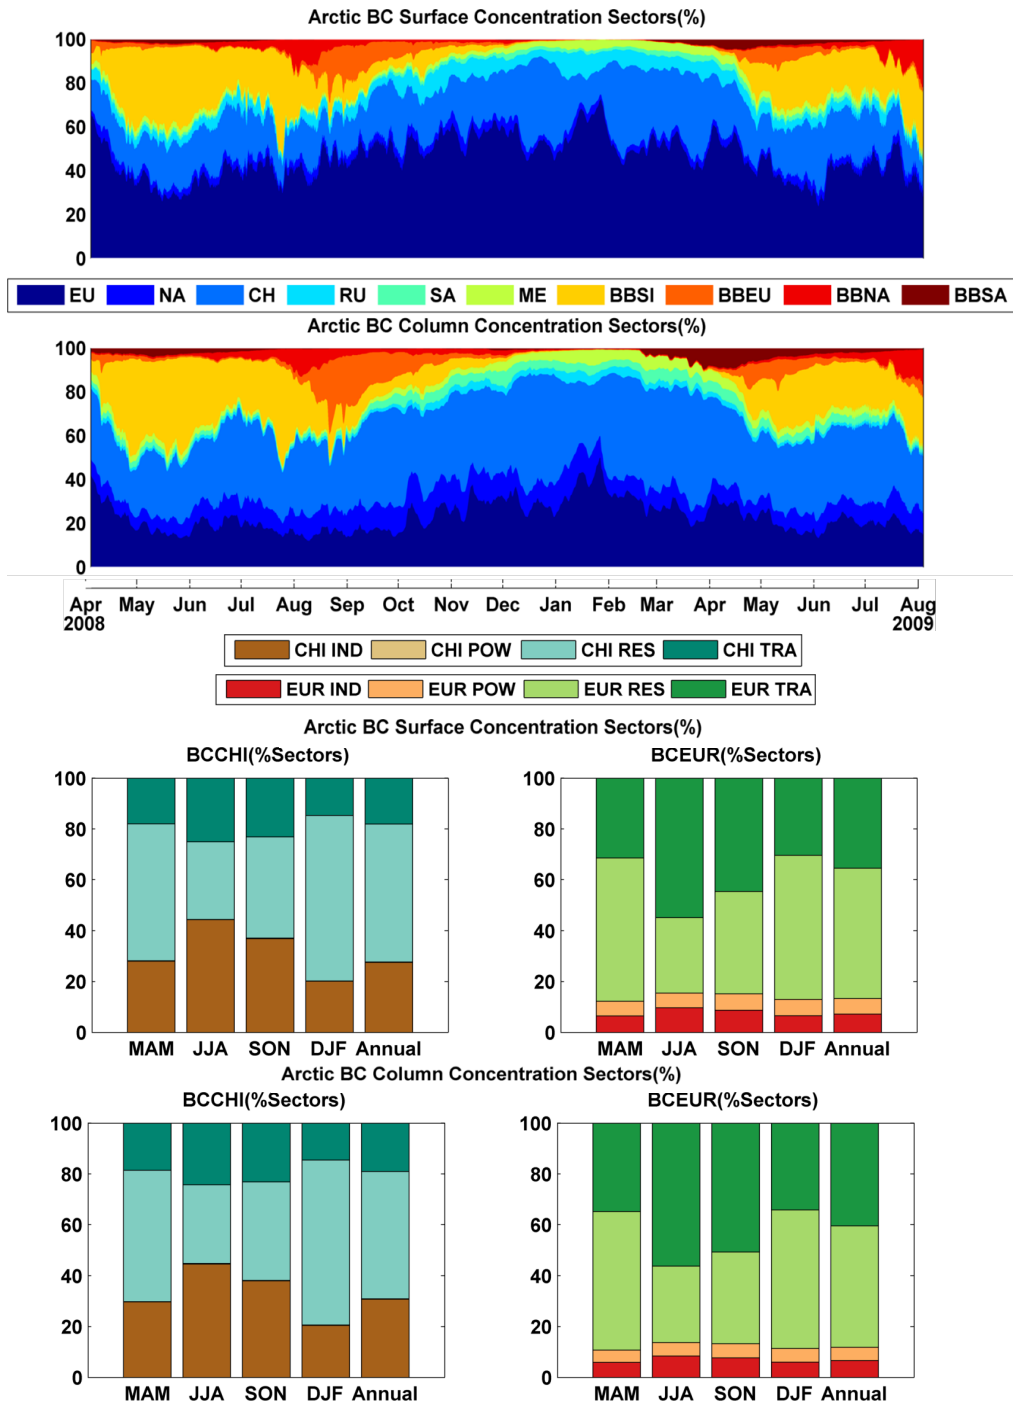 Arctic BC Surface Concentration Sectors(%)
100
80
60
40
20
0
EU NA CH RU SA ME BBSI BBEU BBNA BBSA
Arctic BC Column Concentration Sectors(%)
100
80
60
40
20
0
Apr May Jun Jul Aug Sep Oct Nov Dec Jan Feb Mar Apr May Jun Jul Aug
2008 2009
CHI IND CHI POW CHI RES CHI TRA
EUR IND EUR POW EUR RES EUR TRA
Arctic BC Surface Concentration Sectors(%)
BCCHI(%Sectors) BCEUR(%Sectors)
100 100
80 80
60 60
40 40
20 20
0 0
MAM JJA SON DJF Annual MAM JJA SON DJF Annual
Arctic BC Column Concentration Sectors(%)
BCCHI(%Sectors) BCEUR(%Sectors)
100 100
80 80
60 60
40 40
20 20
0 0
MAM JJA SON DJF Annual MAM JJA SON DJF Annual